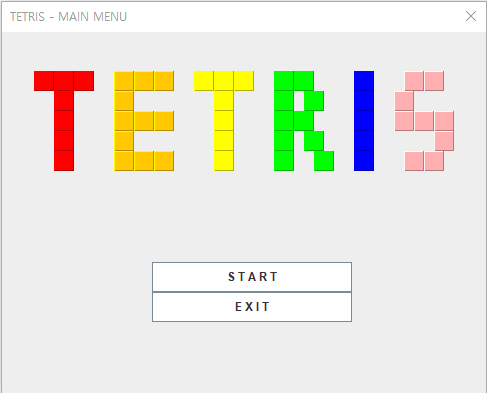 TETRIS - MAIN MENU
TETRIS
START
EXIT